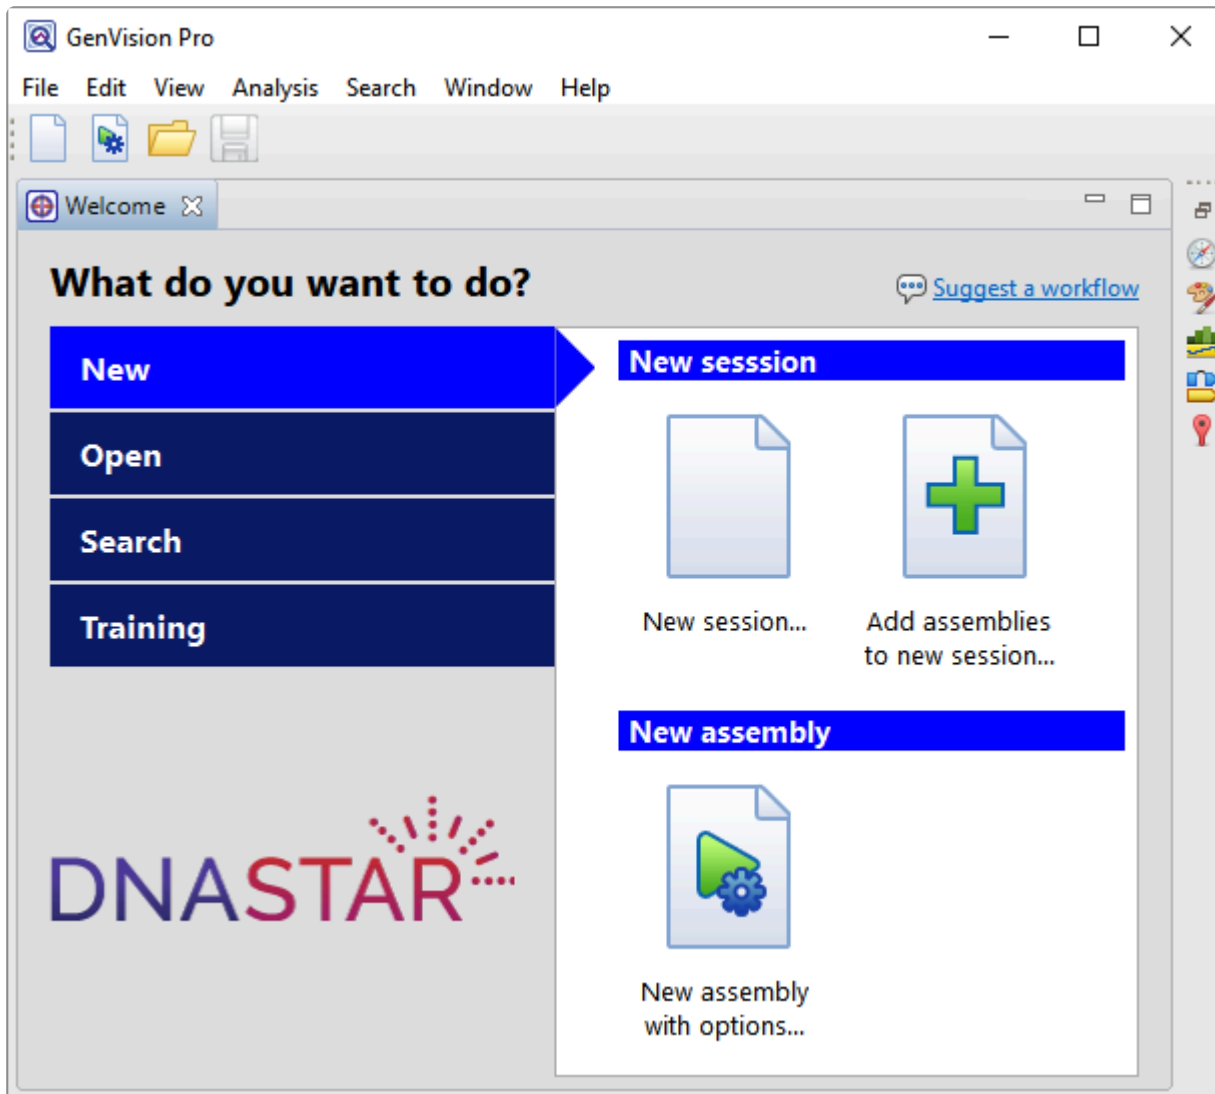 GenVision Pro
File Edit View Analysis Search Window Help
Welcome
What do you want to do?
Suggest a workflow
New
Open
Search
Training
New sesssion
New session...
Add assemblies
to new session...
New assembly
New assembly
with options...
DNASTAR